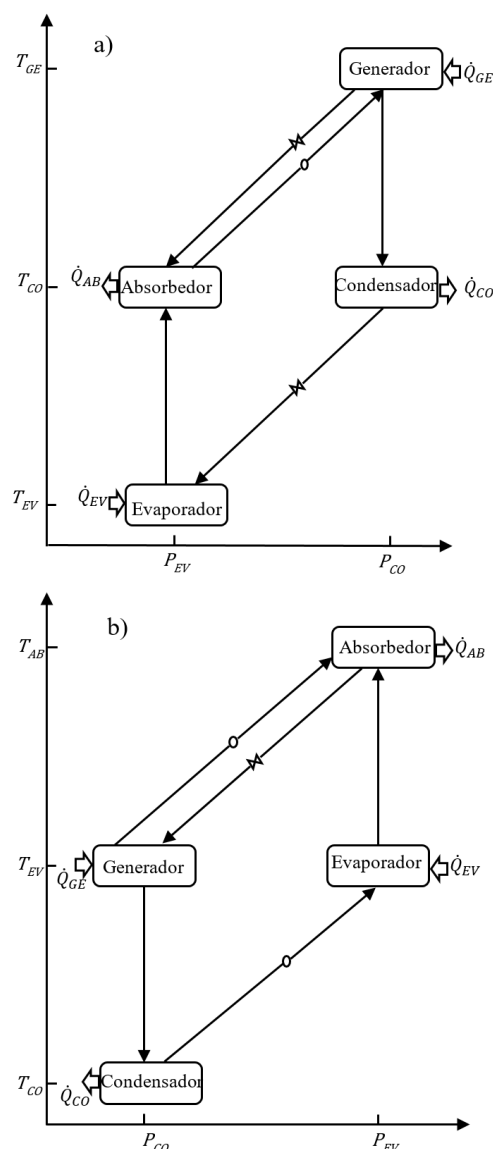 a)
T_GE
Generador
Q̇_GE
Q̇_AB
T_CO
Absorbedor
Condensador
Q̇_CO
T_EV
Q̇_EV
Evaporador
P_EV
P_CO
b)
T_AB
Absorbedor
Q̇_AB
T_EV
Q̇_GE
Generador
Evaporador
Q̇_EV
T_CO
Q̇_CO
Condensador
P_CO
P_EV